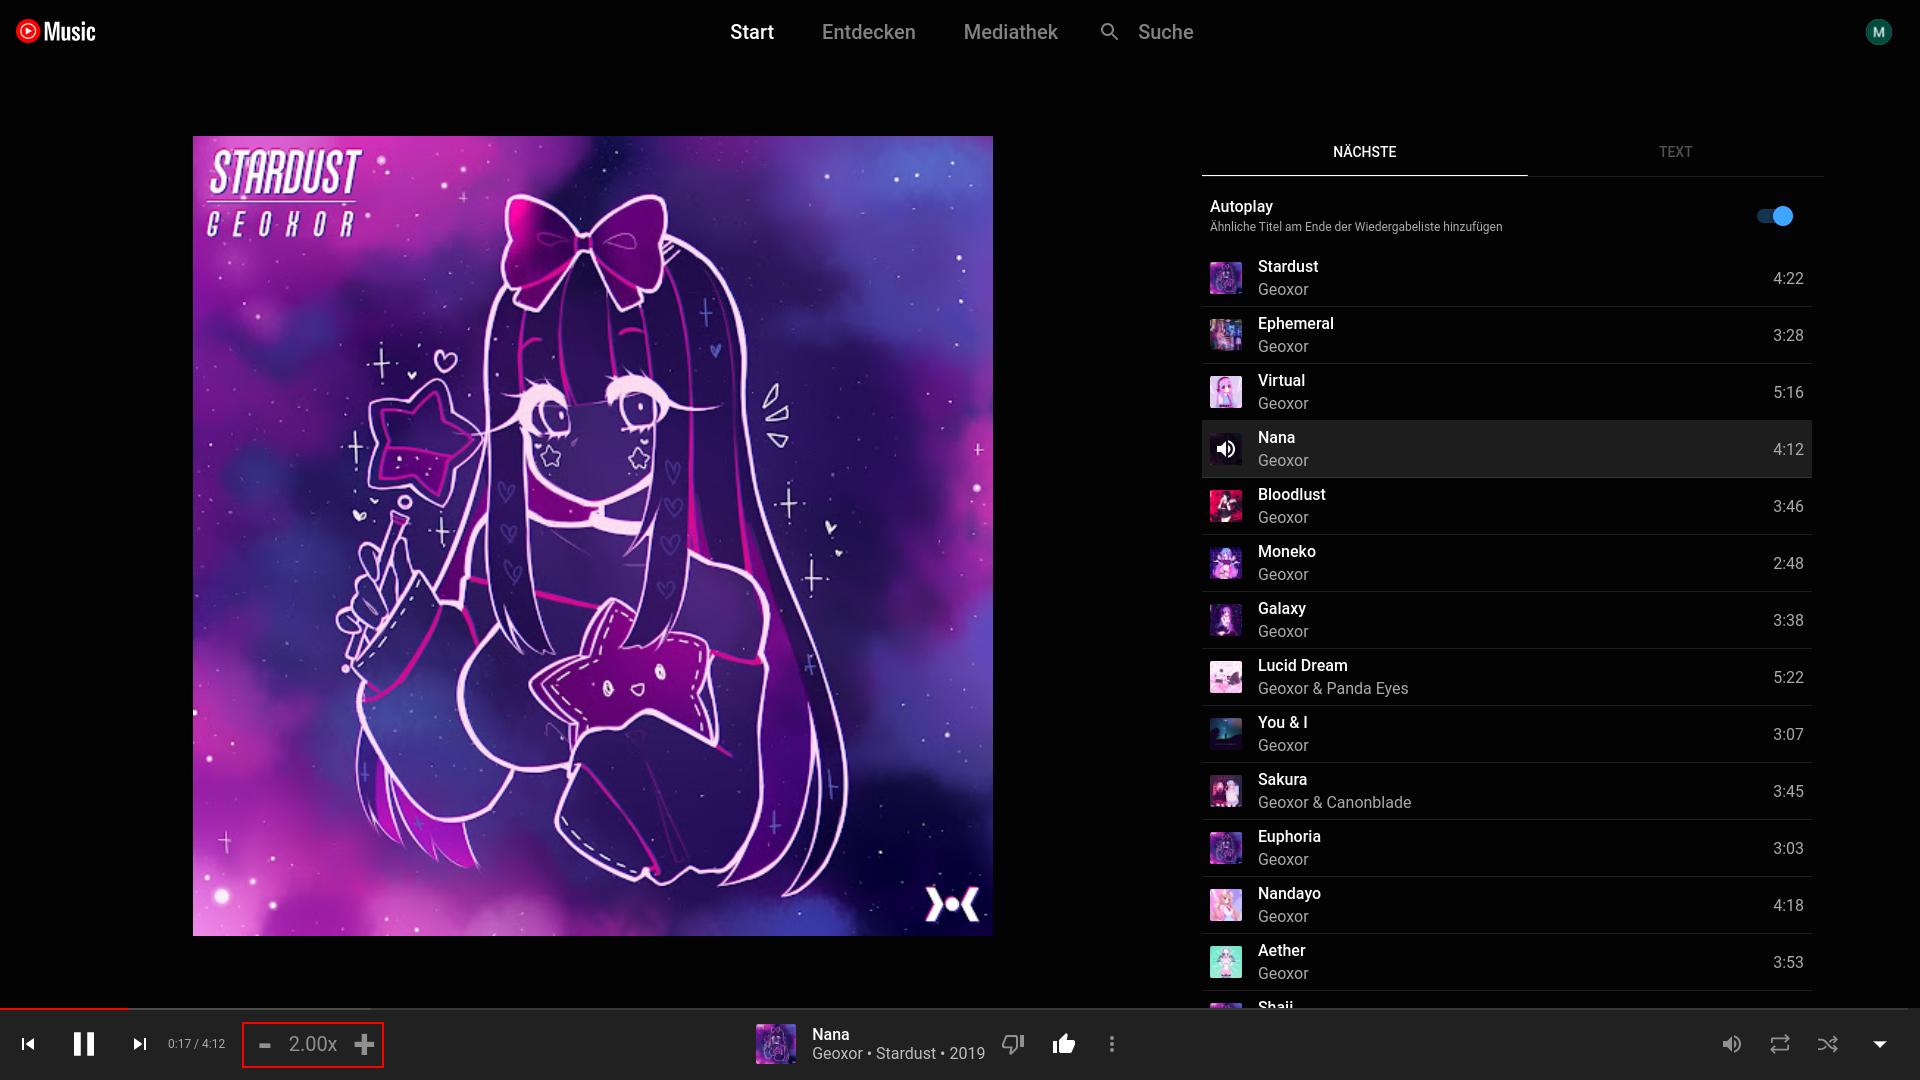 Music
Start
Entdecken
Mediathek
Suche
M
STARDUST
GEOXOR
NÄCHSTE
TEXT
Autoplay
Ähnliche Titel am Ende der Wiedergabeliste hinzufügen
Stardust
Geoxor
4:22
Ephemeral
Geoxor
3:28
Virtual
Geoxor
5:16
Nana
Geoxor
4:12
Bloodlust
Geoxor
3:46
Moneko
Geoxor
2:48
Galaxy
Geoxor
3:38
Lucid Dream
Geoxor & Panda Eyes
5:22
You & I
Geoxor
3:07
Sakura
Geoxor & Canonblade
3:45
Euphoria
Geoxor
3:03
Nandayo
Geoxor
4:18
Aether
Geoxor
3:53
0:17 / 4:12
- 2.00x +
Nana
Geoxor • Stardust • 2019